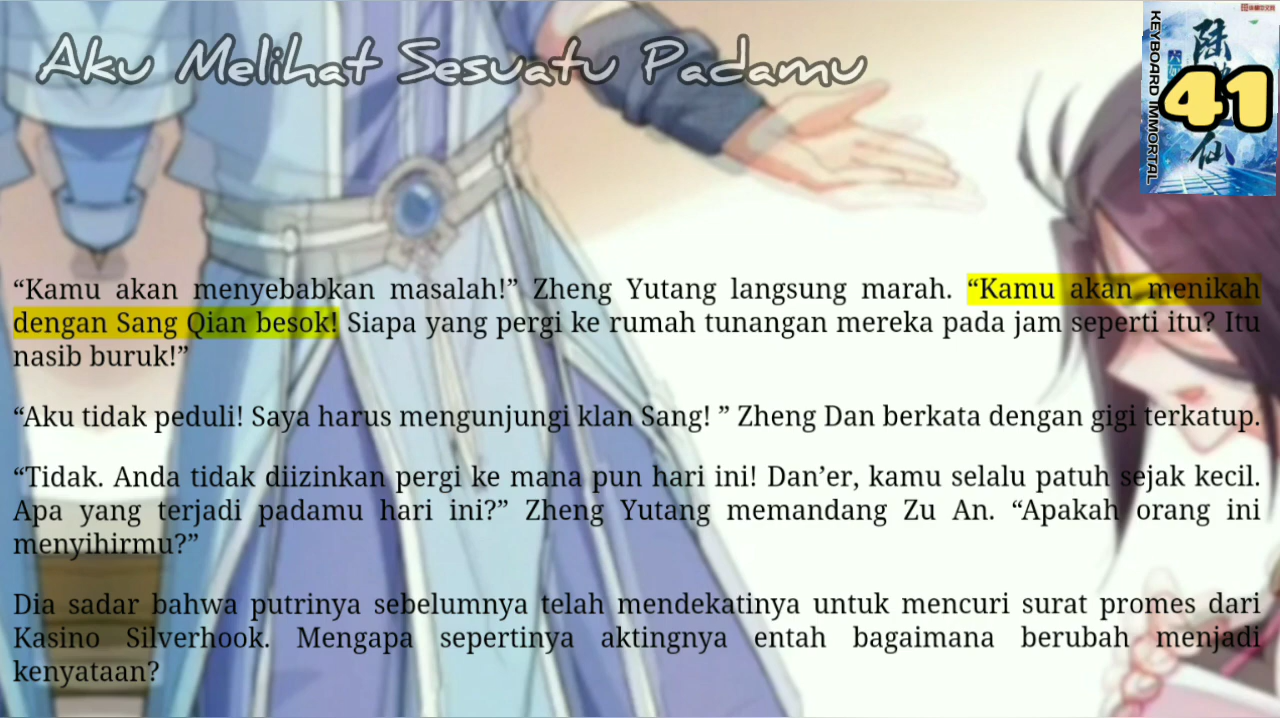 Aku Melihat Sesuatu Padamu
KEYBOARD IMMORTAL
41
“Kamu akan menyebabkan masalah!” Zheng Yutang langsung marah. “Kamu akan menikah
dengan Sang Qian besok! Siapa yang pergi ke rumah tunangan mereka pada jam seperti itu? Itu
nasib buruk!”
“Aku tidak peduli! Saya harus mengunjungi klan Sang! ” Zheng Dan berkata dengan gigi terkatup.
“Tidak. Anda tidak diizinkan pergi ke mana pun hari ini! Dan’er, kamu selalu patuh sejak kecil.
Apa yang terjadi padamu hari ini?” Zheng Yutang memandang Zu An. “Apakah orang ini
menyihirmu?”
Dia sadar bahwa putrinya sebelumnya telah mendekatinya untuk mencuri surat promes dari
Kasino Silverhook. Mengapa sepertinya aktingnya entah bagaimana berubah menjadi
kenyataan?